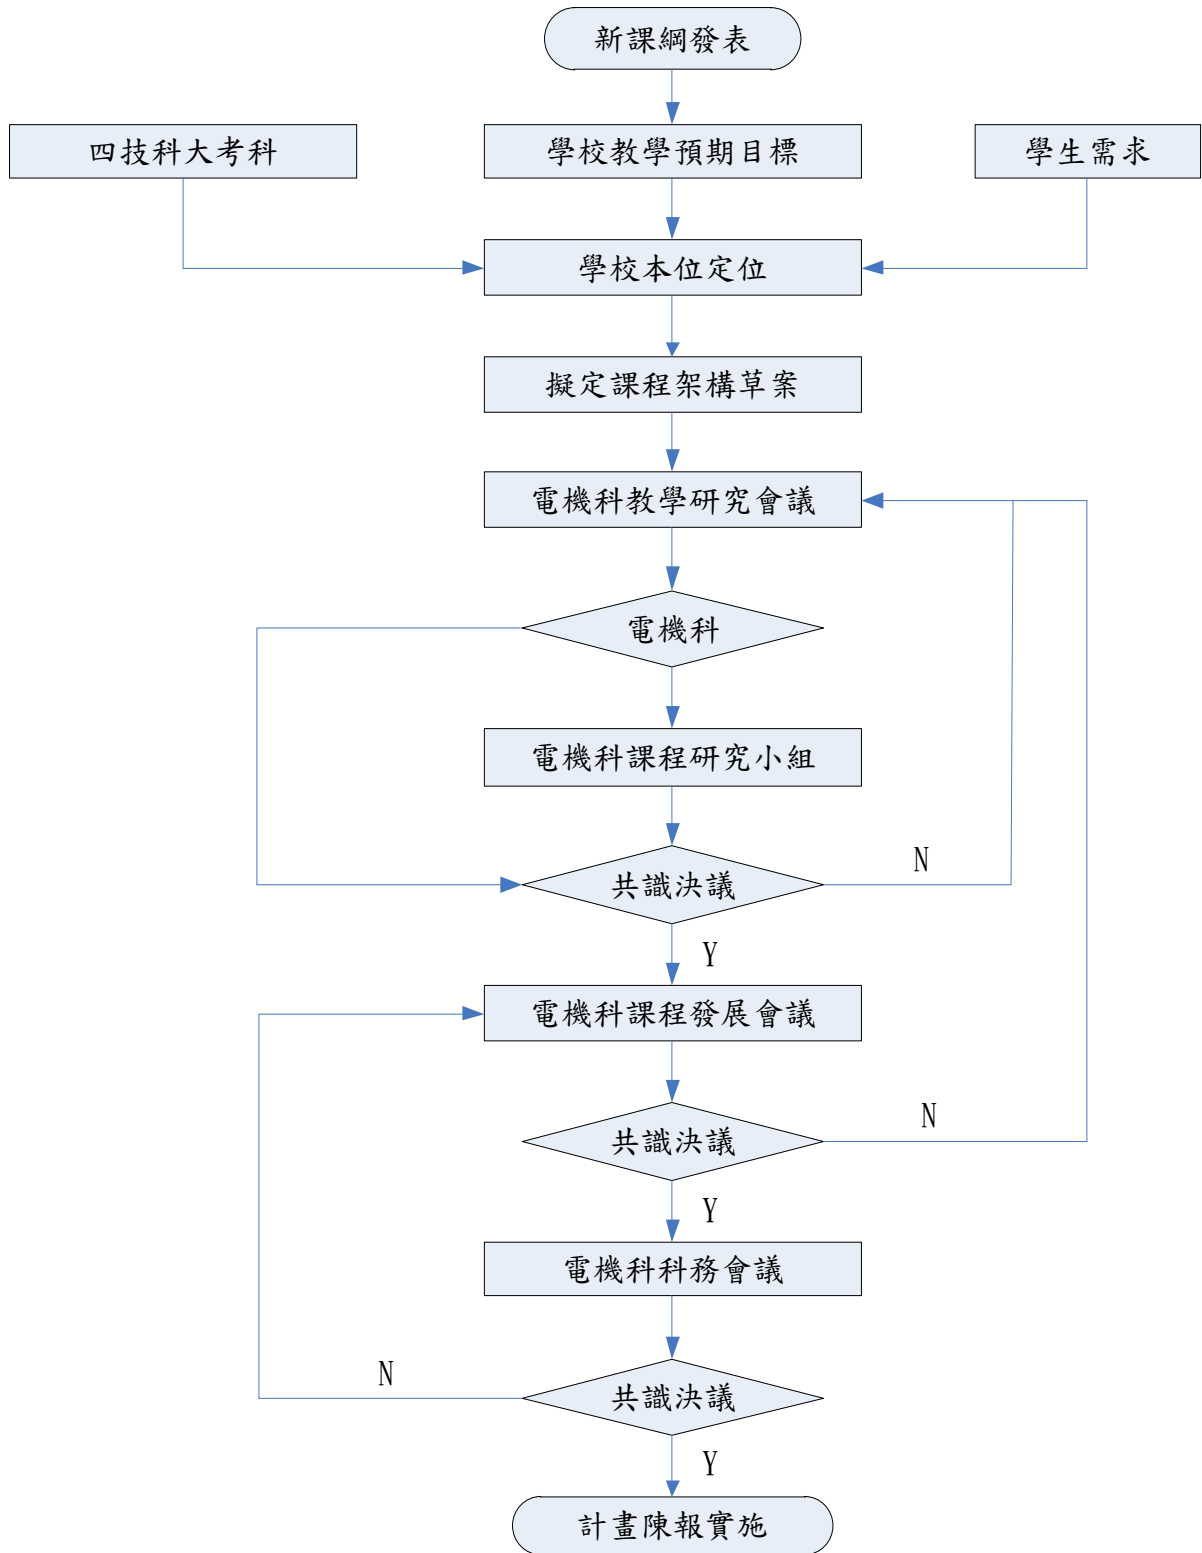 新課綱發表
四技科大考科
學校教學預期目標
學生需求
學校本位定位
擬定課程架構草案
電機科教學研究會議
電機科
電機科課程研究小組
共識決議
N
Y
電機科課程發展會議
共識決議
N
Y
電機科科務會議
N
共識決議
Y
計畫陳報實施